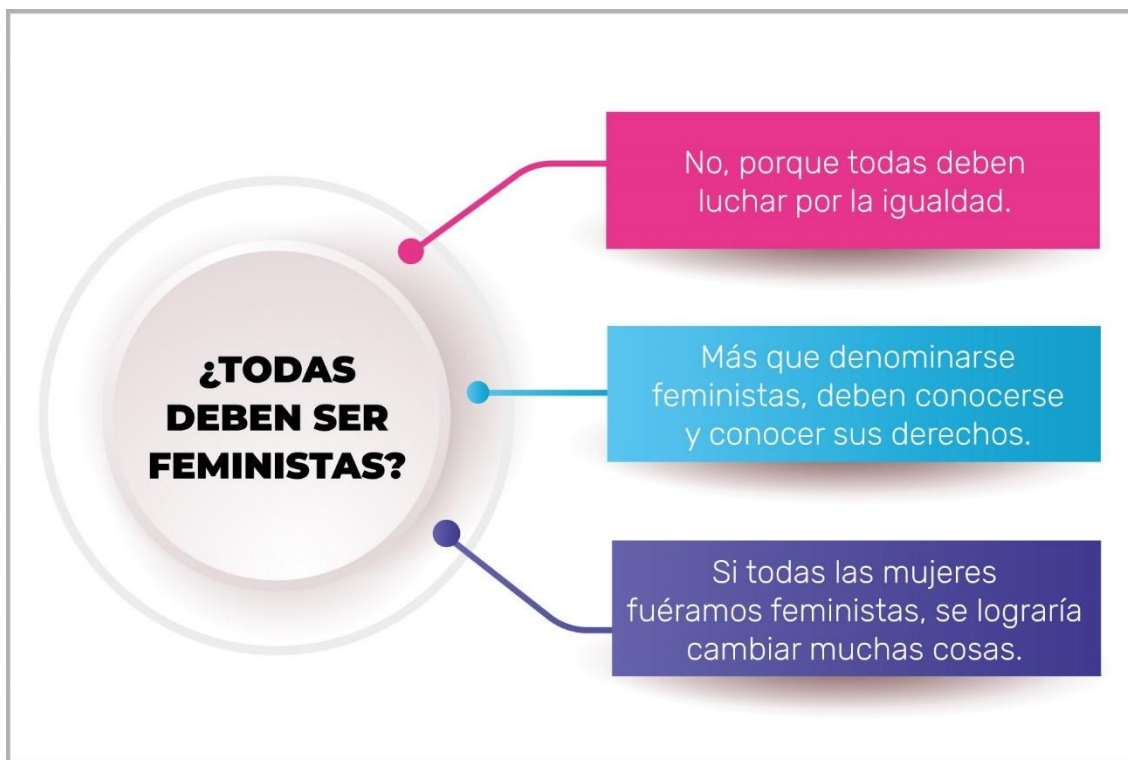 ¿TODAS
DEBEN SER
FEMINISTAS?
No, porque todas deben
luchar por la igualdad.
Más que denominarse
feministas, deben conocerse
y conocer sus derechos.
Si todas las mujeres
fuéramos feministas, se lograría
cambiar muchas cosas.